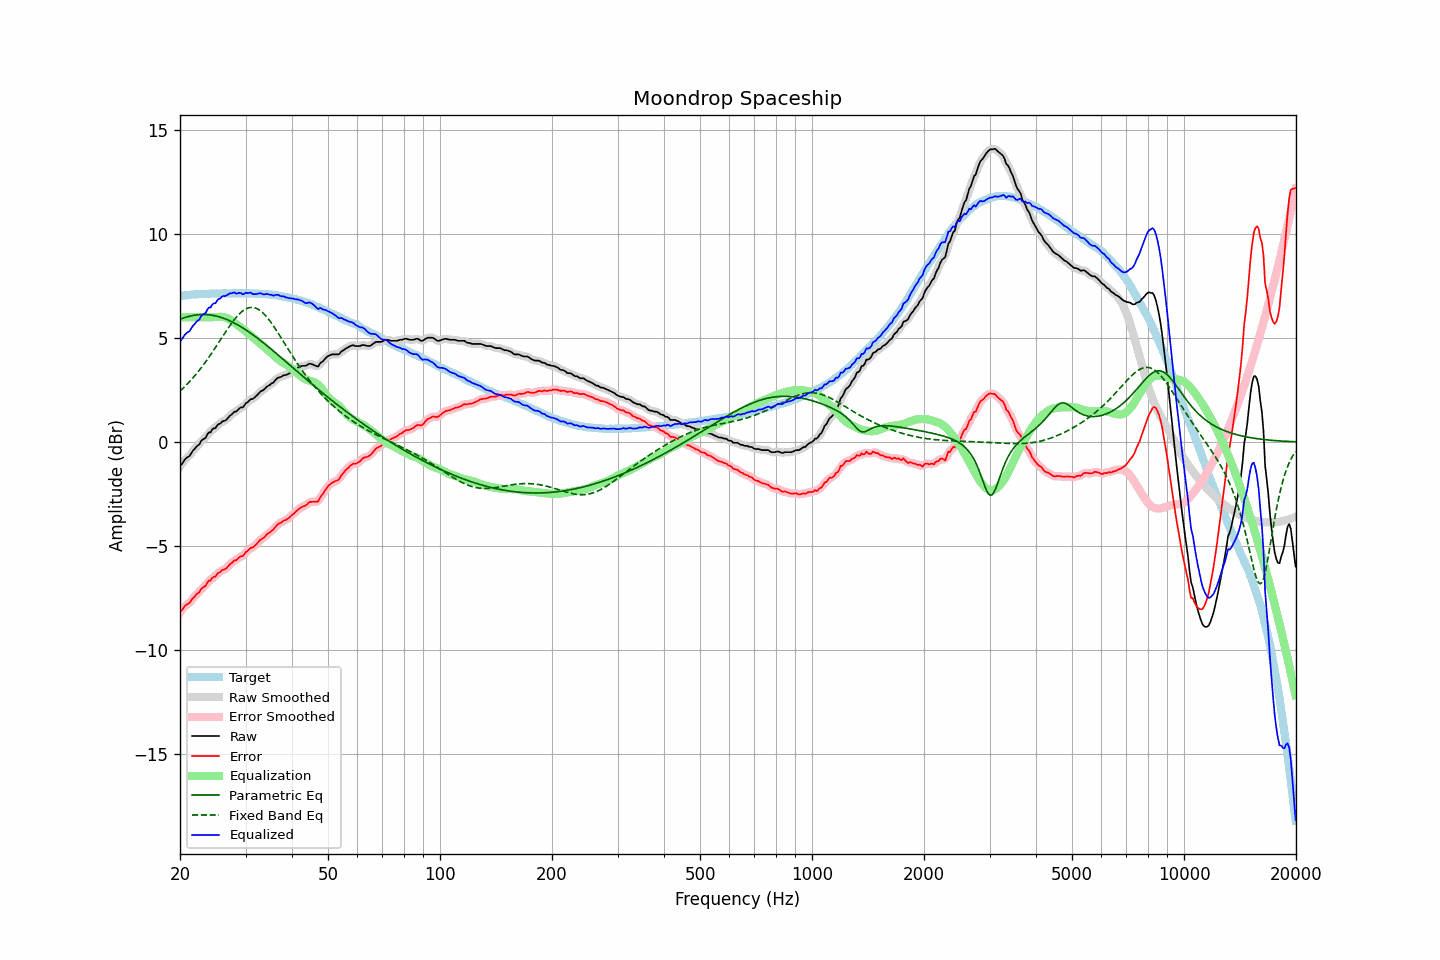 Moondrop Spaceship
Amplitude (dBr)
15
10
5
0
−5
−10
−15
Target
Raw Smoothed
Error Smoothed
Raw
Error
Equalization
Parametric Eq
Fixed Band Eq
Equalized
20
50
100
200
500
1000
2000
5000
10000
20000
Frequency (Hz)